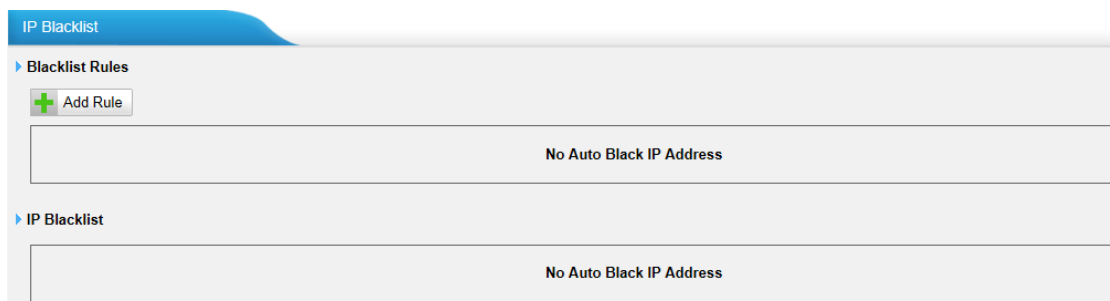 IP Blacklist
Blacklist Rules
Add Rule
No Auto Black IP Address
IP Blacklist
No Auto Black IP Address